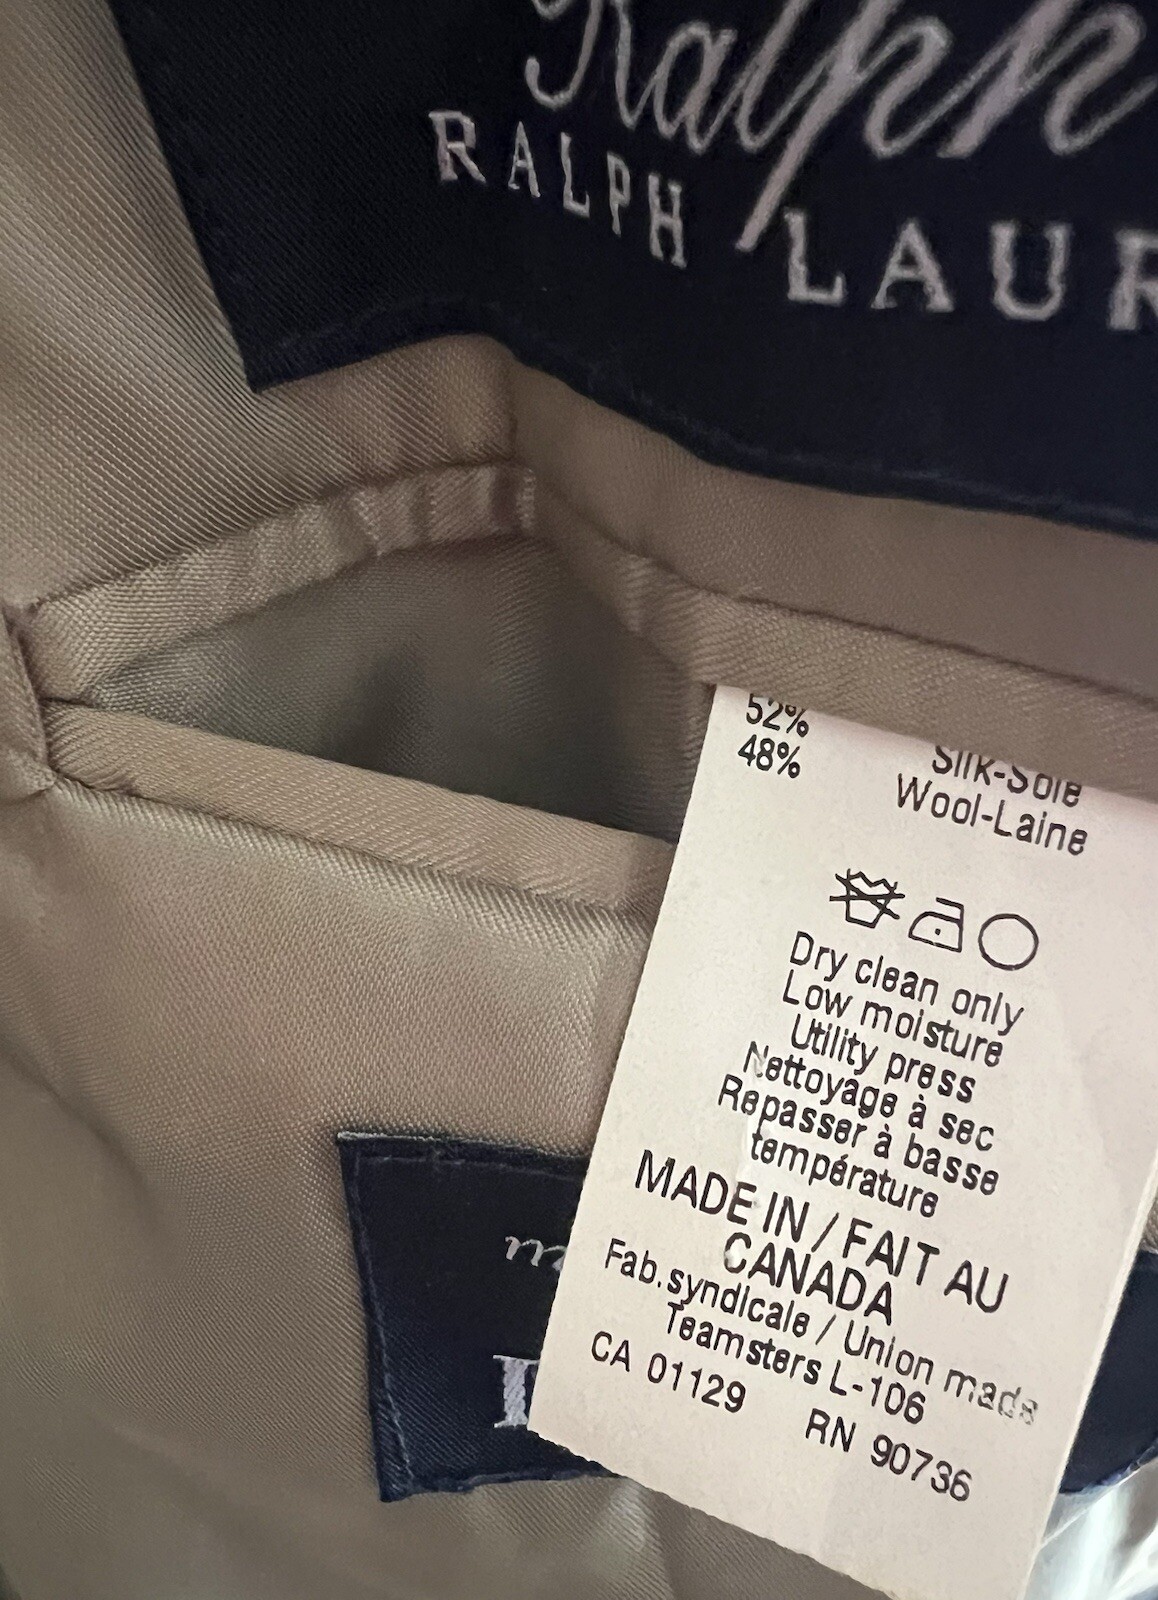 Ralph
RALPH LAUR
52% Silk-Soie
48% Wool-Laine
Dry clean only
Low moisture
Utility press
Nettoyage à sec
Repasser à basse
température
MADE IN / FAIT AU
CANADA
Fab.syndicale / Union made
Teamsters L-106
CA 01129 RN 90736